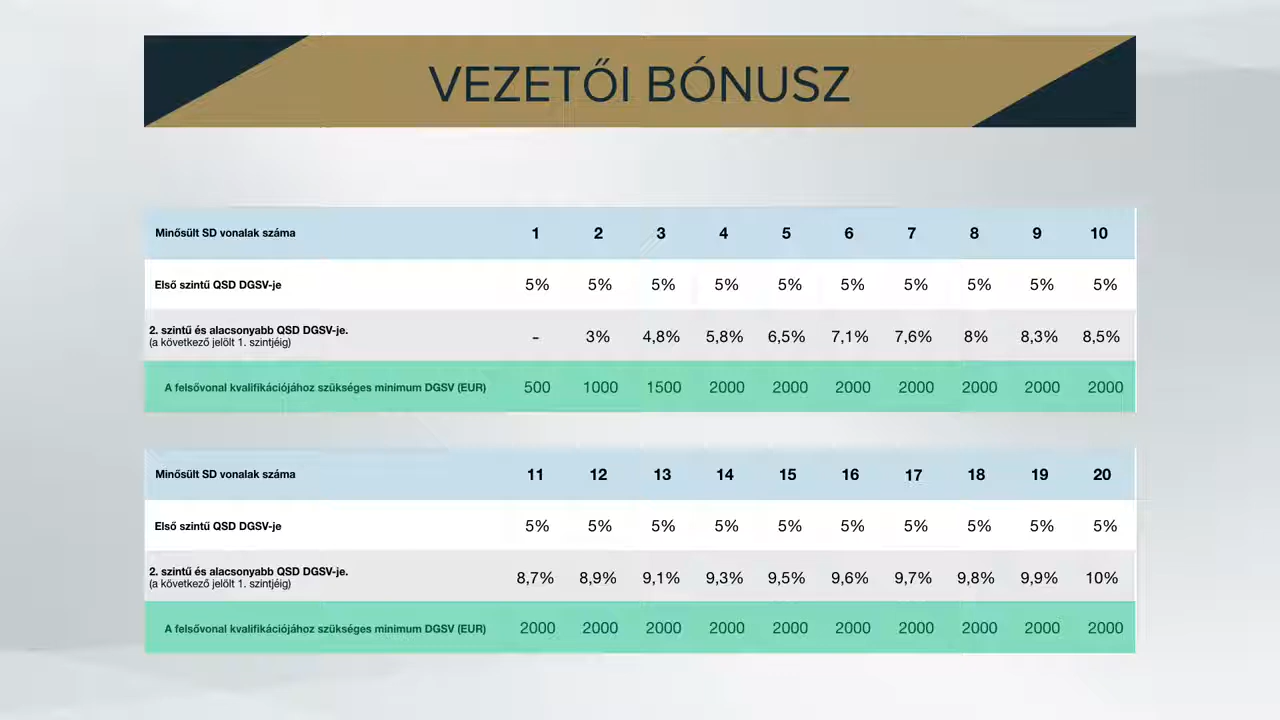 VEZETŐI BÓNUSZ
Minősült SD vonalak száma 1 2 3 4 5 6 7 8 9 10
Első szintű QSD DGSV-je 5% 5% 5% 5% 5% 5% 5% 5% 5% 5%
2. szintű és alacsonyabb QSD DGSV-je.
(a következő jelölt 1. szintjéig) - 3% 4,8% 5,8% 6,5% 7,1% 7,6% 8% 8,3% 8,5%
A felsővonal kvalifikációjához szükséges minimum DGSV (EUR) 500 1000 1500 2000 2000 2000 2000 2000 2000 2000
Minősült SD vonalak száma 11 12 13 14 15 16 17 18 19 20
Első szintű QSD DGSV-je 5% 5% 5% 5% 5% 5% 5% 5% 5% 5%
2. szintű és alacsonyabb QSD DGSV-je.
(a következő jelölt 1. szintjéig) 8,7% 8,9% 9,1% 9,3% 9,5% 9,6% 9,7% 9,8% 9,9% 10%
A felsővonal kvalifikációjához szükséges minimum DGSV (EUR) 2000 2000 2000 2000 2000 2000 2000 2000 2000 2000